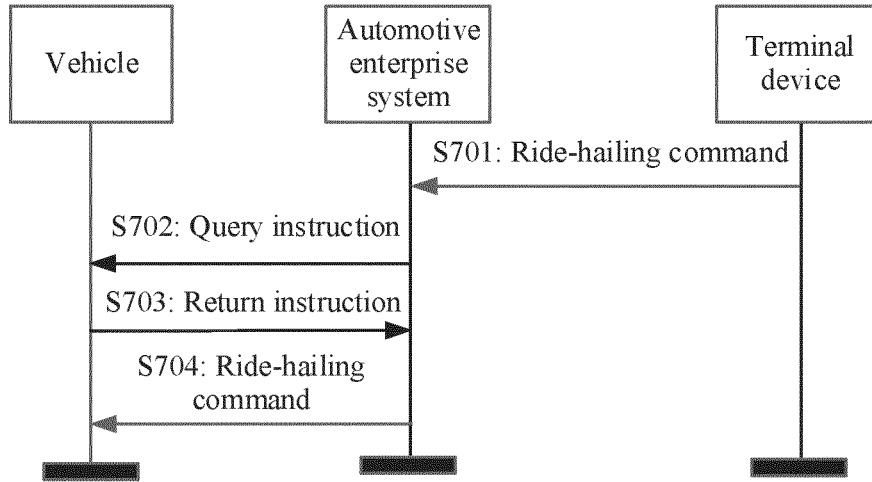 Vehicle
Automotive
enterprise
system
Terminal
device
S701: Ride-hailing command
S702: Query instruction
S703: Return instruction
S704: Ride-hailing
command